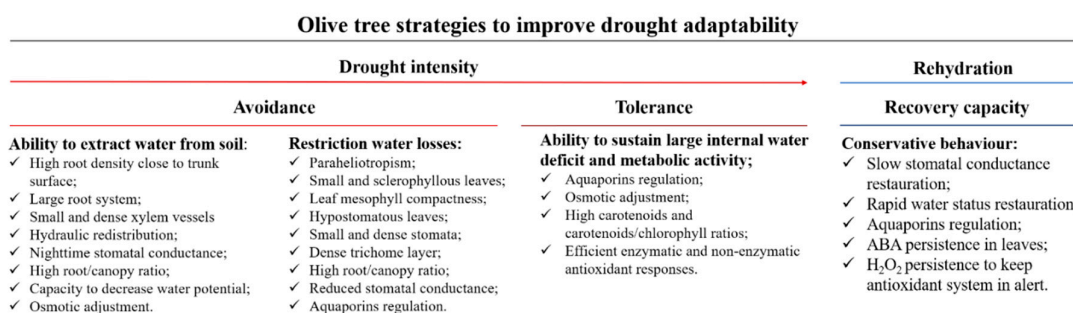 Olive tree strategies to improve drought adaptability
Drought intensity
Rehydration
Avoidance
Tolerance
Recovery capacity
Ability to extract water from soil:
✓ High root density close to trunk
surface;
✓ Large root system;
✓ Small and dense xylem vessels
✓ Hydraulic redistribution;
✓ Nighttime stomatal conductance;
✓ High root/canopy ratio;
✓ Capacity to decrease water potential;
✓ Osmotic adjustment.
Restriction water losses:
✓ Paraheliotropism;
✓ Small and sclerophyllous leaves;
✓ Leaf mesophyll compactness;
✓ Hypostomatous leaves;
✓ Small and dense stomata;
✓ Dense trichome layer;
✓ High root/canopy ratio;
✓ Reduced stomatal conductance;
✓ Aquaporins regulation.
Ability to sustain large internal water
deficit and metabolic activity;
✓ Aquaporins regulation;
✓ Osmotic adjustment;
✓ High carotenoids and
carotenoids/chlorophyll ratios;
✓ Efficient enzymatic and non-enzymatic
antioxidant responses.
Conservative behaviour:
✓ Slow stomatal conductance
restauration;
✓ Rapid water status restauration
✓ Aquaporins regulation;
✓ ABA persistence in leaves;
✓ H₂O₂ persistence to keep
antioxidant system in alert.